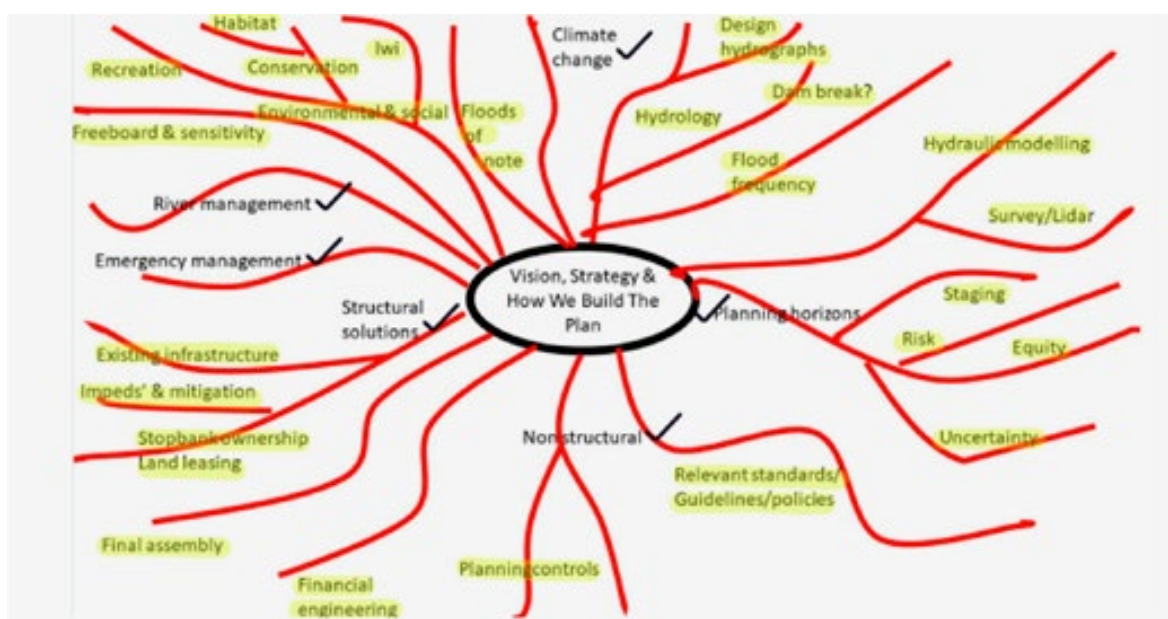 Habitat
Iwi
Recreation
Conservation
Environmental & social
Freeboard & sensitivity
Floods
of
note
Climate
change
Design
hydrographs
Dam break?
Hydrology
Flood
frequency
Hydraulic modelling
Survey/Lidar
River management
Emergency management
Structural
solutions
Vision, Strategy &
How We Build The
Plan
Planning horizons
Staging
Risk
Equity
Existing infrastructure
Impeds' & mitigation
Stopbank ownership
Land leasing
Non structural
Uncertainty
Relevant standards/
Guidelines/policies
Final assembly
Financial
engineering
Planning controls